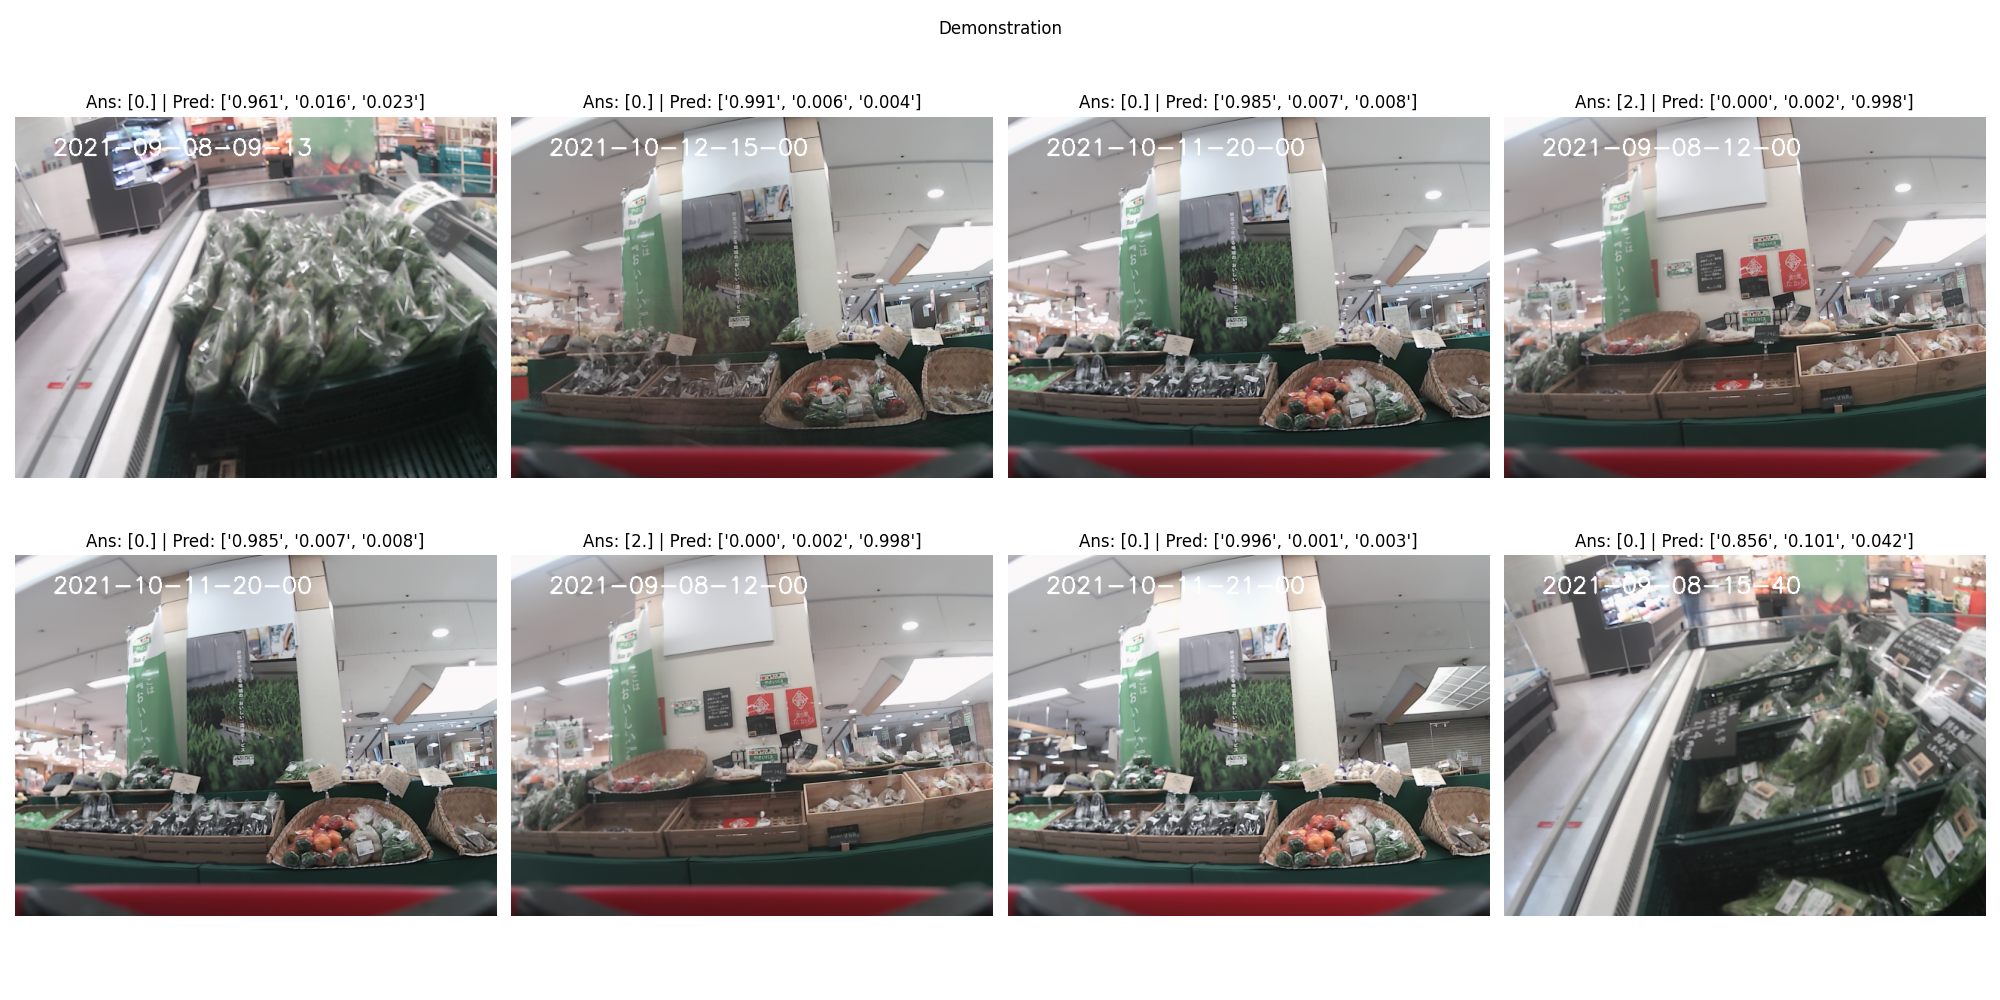 Demonstration
Ans: [0.] | Pred: ['0.961', '0.016', '0.023']
Ans: [0.] | Pred: ['0.991', '0.006', '0.004']
Ans: [0.] | Pred: ['0.985', '0.007', '0.008']
Ans: [2.] | Pred: ['0.000', '0.002', '0.998']
2021-09-08-09-13
2021-10-12-15-00
2021-10-11-20-00
2021-09-08-12-00
Ans: [0.] | Pred: ['0.985', '0.007', '0.008']
Ans: [2.] | Pred: ['0.000', '0.002', '0.998']
Ans: [0.] | Pred: ['0.996', '0.001', '0.003']
Ans: [0.] | Pred: ['0.856', '0.101', '0.042']
2021-10-11-20-00
2021-09-08-12-00
2021-10-11-21-00
2021-09-08-15-40